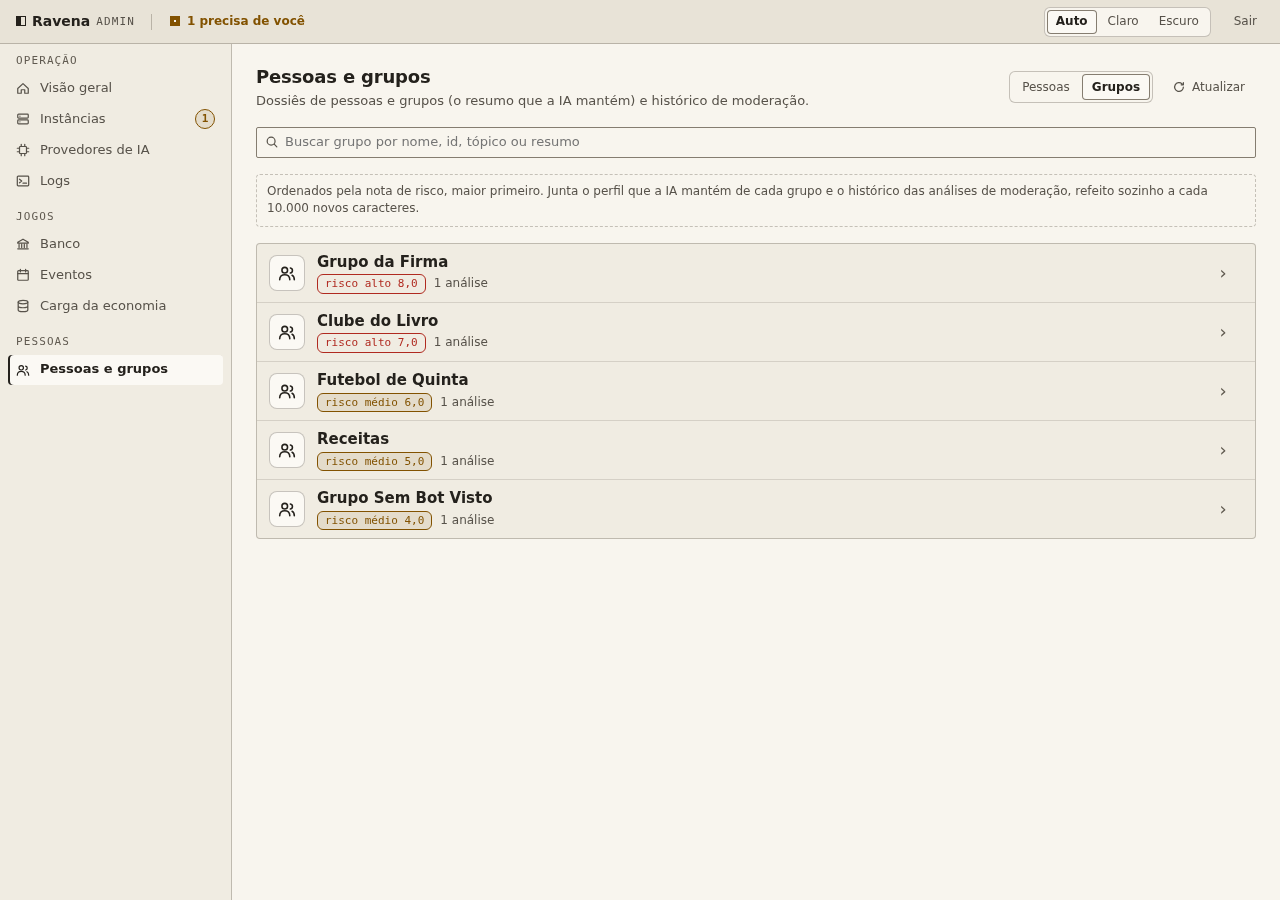 Ravena ADMIN
1 precisa de você
Auto
Claro
Escuro
Sair
OPERAÇÃO
Visão geral
Instâncias
1
Provedores de IA
Logs
JOGOS
Banco
Eventos
Carga da economia
PESSOAS
Pessoas e grupos
Pessoas e grupos
Dossiês de pessoas e grupos (o resumo que a IA mantém) e histórico de moderação.
Pessoas
Grupos
Atualizar
Buscar grupo por nome, id, tópico ou resumo
Ordenados pela nota de risco, maior primeiro. Junta o perfil que a IA mantém de cada grupo e o histórico das análises de moderação, refeito sozinho a cada
10.000 novos caracteres.
Grupo da Firma
risco alto 8,0 1 análise
Clube do Livro
risco alto 7,0 1 análise
Futebol de Quinta
risco médio 6,0 1 análise
Receitas
risco médio 5,0 1 análise
Grupo Sem Bot Visto
risco médio 4,0 1 análise